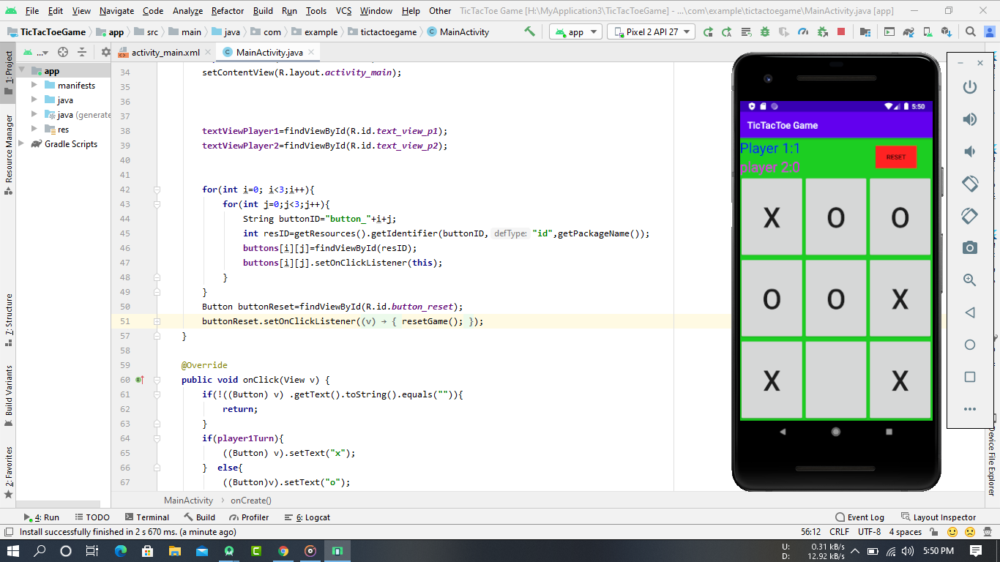 File Edit View Navigate Code Analyze Refactor Build Run Tools VCS Window Help Other TicTacToe Game [H:\MyApplication3\TicTacToeGame] - ...\com\example\tictactoegame\MainActivity.java [app]
TicTacToeGame app src main java com example tictactoegame MainActivity app Pixel 2 API 27
1: Project
Resource Manager
7: Structure
Build Variants
2: Favorites
...
app
manifests
java
java (generate
res
Gradle Scripts
activity_main.xml MainActivity.java
34 setContentView(R.layout.activity_main);
35
36
37
38 textViewPlayer1=findViewById(R.id.text_view_p1);
39 textViewPlayer2=findViewById(R.id.text_view_p2);
40
41
42 for(int i=0; i<3;i++){
43 for(int j=0;j<3;j++){
44 String buttonID="button_"+i+j;
45 int resID=getResources().getIdentifier(buttonID, defType: "id",getPackageName());
46 buttons[i][j]=findViewById(resID);
47 buttons[i][j].setOnClickListener(this);
48 }
49 }
50 Button buttonReset=findViewById(R.id.button_reset);
51 buttonReset.setOnClickListener((v) → { resetGame(); });
57 }
58
59 @Override
60 public void onClick(View v) {
61 if(!((Button) v) .getText().toString().equals("")){
62 return;
63 }
64 if(player1Turn){
65 ((Button) v).setText("x");
66 } else{
67 ((Button)v).setText("o");
MainActivity › onCreate()
5:50
TicTacToe Game
Player 1:1
player 2:0
RESET
X O O
O O X
X X
Device File Explorer
4: Run TODO Terminal Build Profiler 6: Logcat Event Log Layout Inspector
Install successfully finished in 2 s 670 ms. (a minute ago) 56:12 CRLF UTF-8 4 spaces
U: 0.31 kB/s
D: 12.92 kB/s
5:50 PM